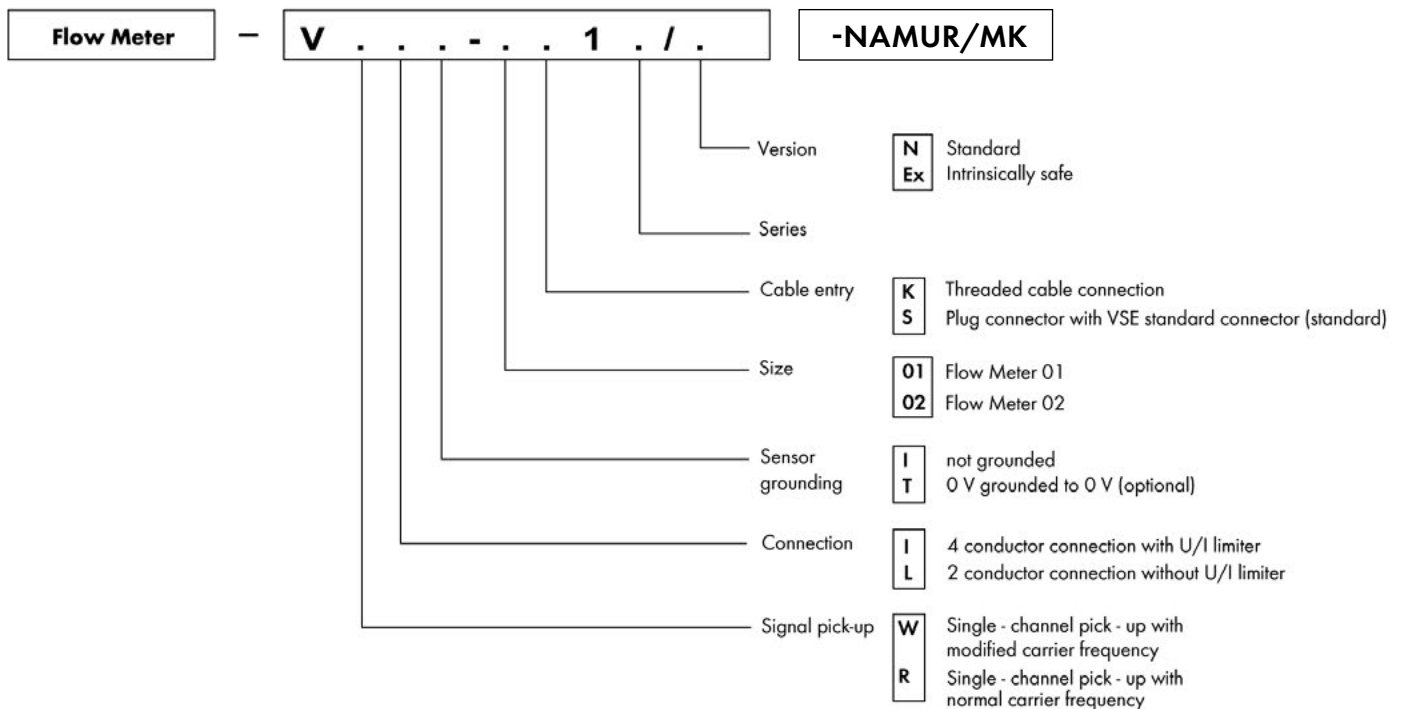 Flow Meter – V . . . - . . 1 . / . -NAMUR/MK
Version N Standard
Ex Intrinsically safe
Series
Cable entry K Threaded cable connection
S Plug connector with VSE standard connector (standard)
Size 01 Flow Meter 01
02 Flow Meter 02
Sensor grounding I not grounded
T 0 V grounded to 0 V (optional)
Connection I 4 conductor connection with U/I limiter
L 2 conductor connection without U/I limiter
Signal pick-up W Single - channel pick - up with
modified carrier frequency
R Single - channel pick - up with
normal carrier frequency